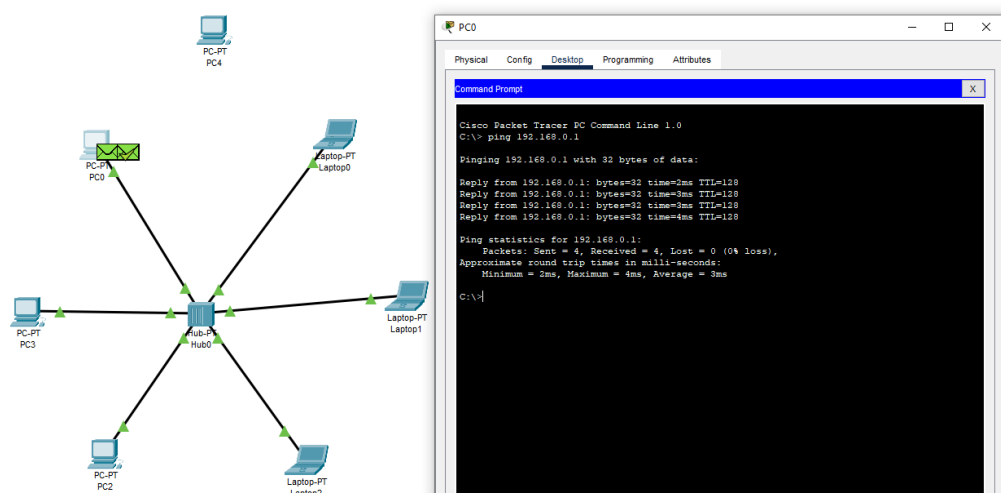 PC-PT
PC4
PC-PT
PC0
Laptop-PT
Laptop0
PC-PT
PC3
Hub-PT
Hub0
Laptop-PT
Laptop1
PC-PT
PC2
Laptop-PT
Laptop2
PC0
Physical Config Desktop Programming Attributes
Command Prompt X
Cisco Packet Tracer PC Command Line 1.0
C:\> ping 192.168.0.1
Pinging 192.168.0.1 with 32 bytes of data:
Reply from 192.168.0.1: bytes=32 time=2ms TTL=128
Reply from 192.168.0.1: bytes=32 time=3ms TTL=128
Reply from 192.168.0.1: bytes=32 time=3ms TTL=128
Reply from 192.168.0.1: bytes=32 time=4ms TTL=128
Ping statistics for 192.168.0.1:
Packets: Sent = 4, Received = 4, Lost = 0 (0% loss),
Approximate round trip times in milli-seconds:
Minimum = 2ms, Maximum = 4ms, Average = 3ms
C:\>